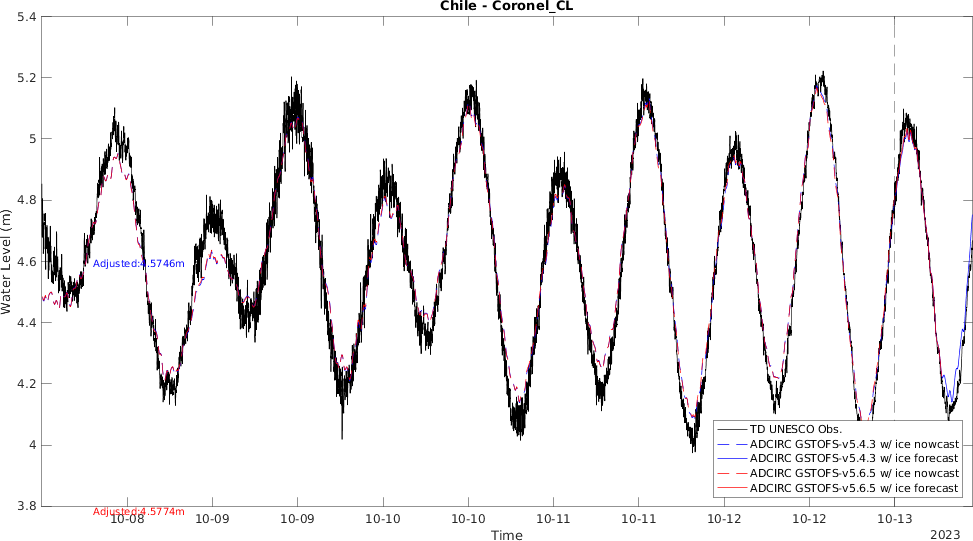 Chile - Coronel_CL
5.4
5.2
5
4.8
4.6
4.4
4.2
4
3.8
Water Level (m)
Adjusted:4.5746m
Adjusted:4.5774m
TD UNESCO Obs.
ADCIRC GSTOFS-v5.4.3 w/ ice nowcast
ADCIRC GSTOFS-v5.4.3 w/ ice forecast
ADCIRC GSTOFS-v5.6.5 w/ ice nowcast
ADCIRC GSTOFS-v5.6.5 w/ ice forecast
10-08 10-09 10-09 10-10 10-10 10-11 10-11 10-12 10-12 10-13
Time
2023